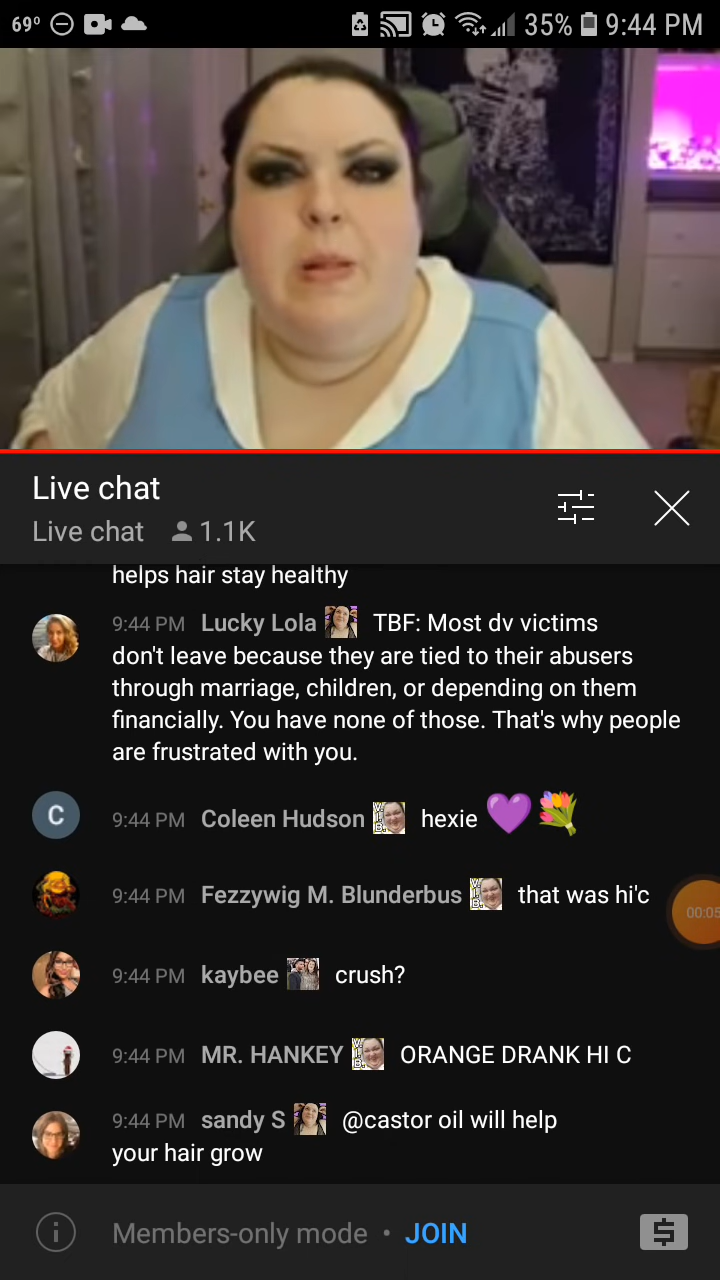 69° 35% 9:44 PM
Live chat
Live chat 1.1K
helps hair stay healthy
9:44 PM Lucky Lola TBF: Most dv victims
don't leave because they are tied to their abusers
through marriage, children, or depending on them
financially. You have none of those. That's why people
are frustrated with you.
C 9:44 PM Coleen Hudson hexie 💜💐
9:44 PM Fezzywig M. Blunderbus that was hi'c
00:05
9:44 PM kaybee crush?
9:44 PM MR. HANKEY ORANGE DRANK HI C
9:44 PM sandy S @castor oil will help
your hair grow
Members-only mode • JOIN